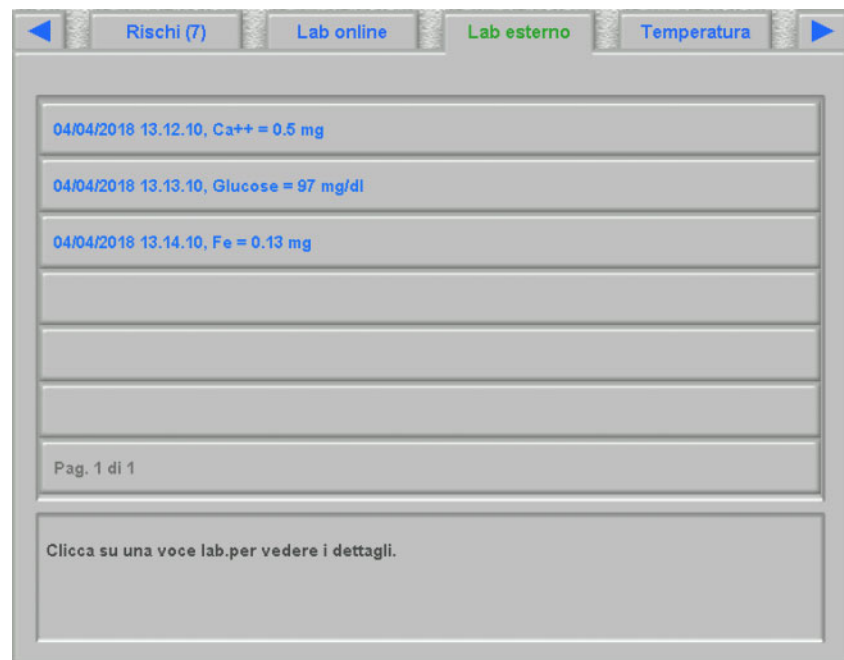 Rischi (7) Lab online Lab esterno Temperatura
04/04/2018 13.12.10, Ca++ = 0.5 mg
04/04/2018 13.13.10, Glucose = 97 mg/dl
04/04/2018 13.14.10, Fe = 0.13 mg
Pag. 1 di 1
Clicca su una voce lab.per vedere i dettagli.